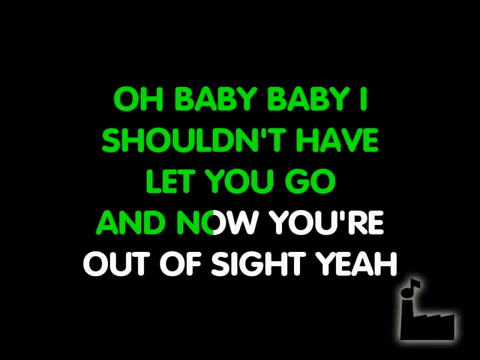 OH BABY BABY I
SHOULDN'T HAVE
LET YOU GO
AND NOW YOU'RE
OUT OF SIGHT YEAH